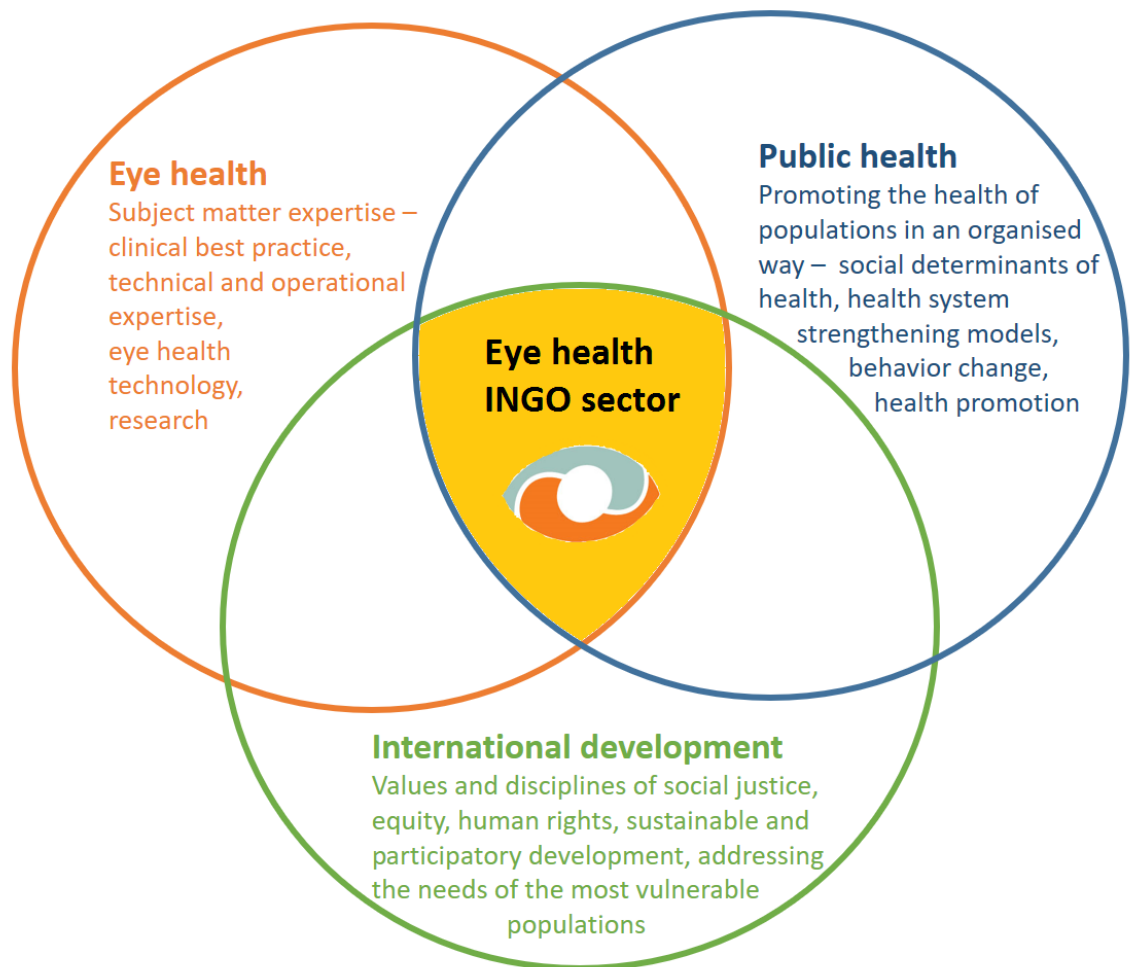 Eye health
Subject matter expertise –
clinical best practice,
technical and operational
expertise,
eye health
technology,
research
Public health
Promoting the health of
populations in an organised
way – social determinants of
health, health system
strengthening models,
behavior change,
health promotion
Eye health
INGO sector
International development
Values and disciplines of social justice,
equity, human rights, sustainable and
participatory development, addressing
the needs of the most vulnerable
populations